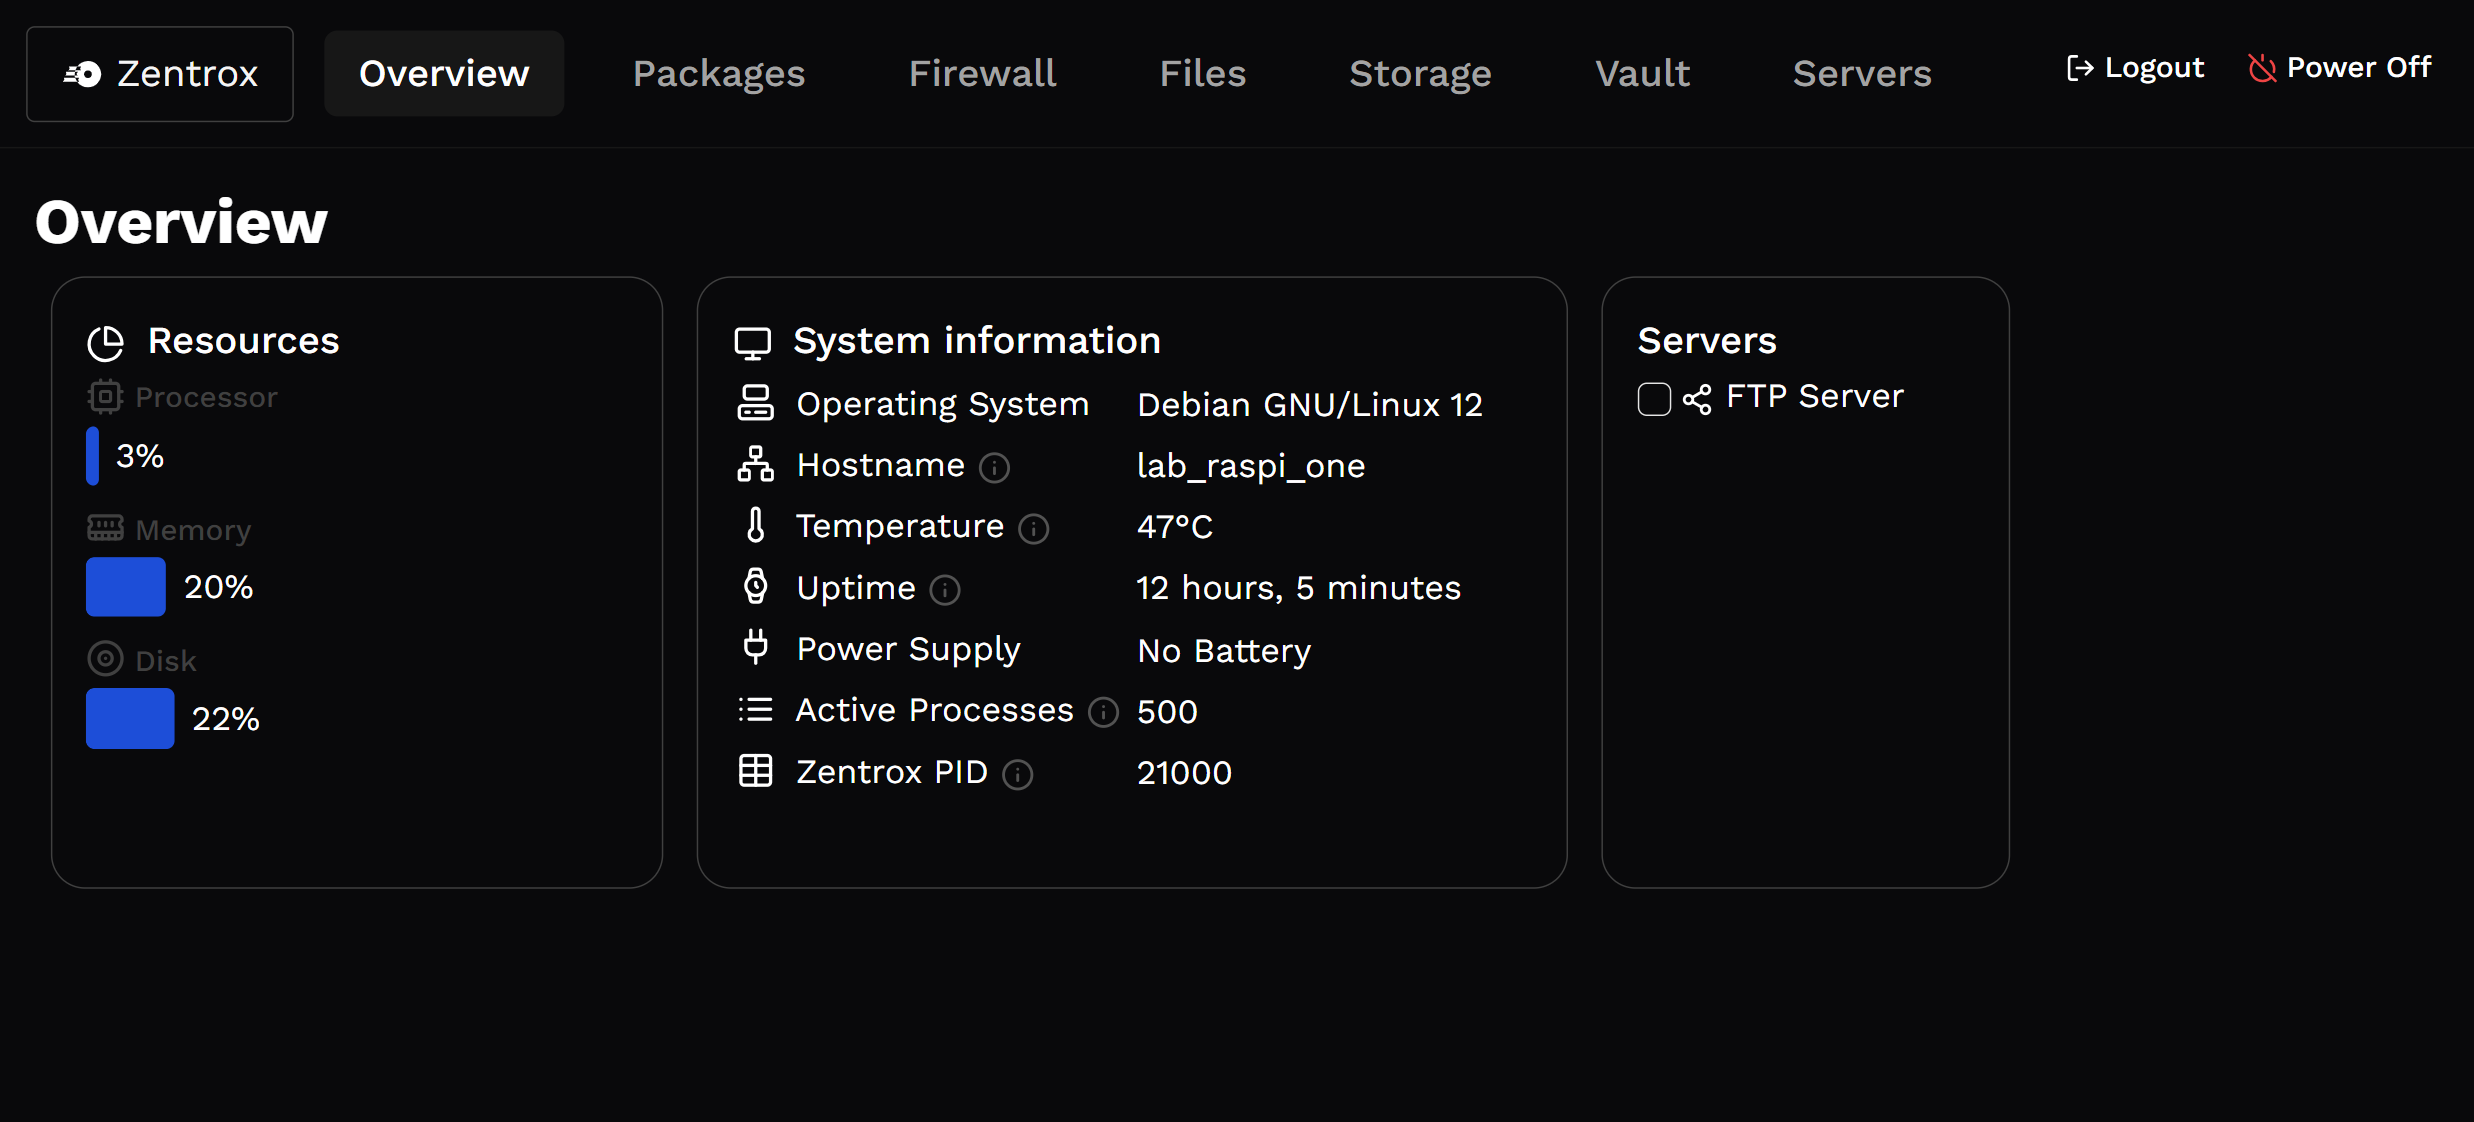 Zentrox Overview Packages Firewall Files Storage Vault Servers Logout Power Off
Overview
Resources
Processor
3%
Memory
20%
Disk
22%
System information
Operating System Debian GNU/Linux 12
Hostname lab_raspi_one
Temperature 47°C
Uptime 12 hours, 5 minutes
Power Supply No Battery
Active Processes 500
Zentrox PID 21000
Servers
FTP Server